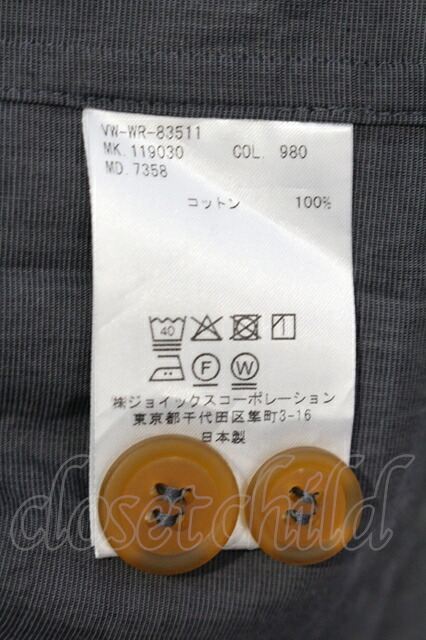 VW-WR-83511
MK. 119030 COL. 980
MD. 7358
コットン 100%
40
F W
株ジョイックスコーポレーション
東京都千代田区隼町3-16
日本製
closetchild